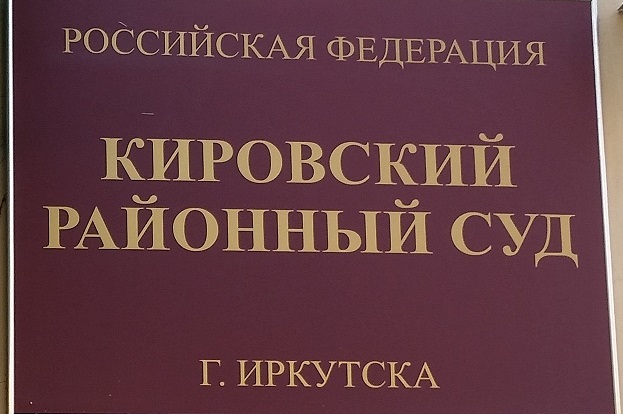 РОССИЙСКАЯ ФЕДЕРАЦИЯ
КИРОВСКИЙ
РАЙОННЫЙ СУД
Г. ИРКУТСКА